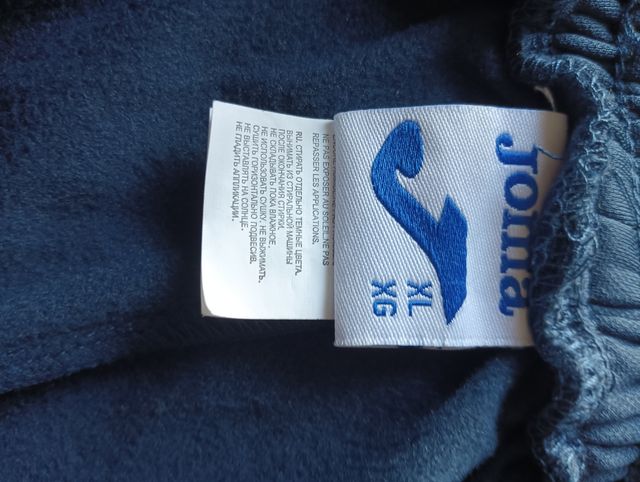 Joma
XL
XG
NE PAS EXPOSER AU SOLEIL NE PAS
REPASSER LES APPLICATIONS.
RU. СТИРАТЬ ОТДЕЛЬНО ТЕМНЫЕ ЦВЕТА.
ВЫНИМАТЬ ИЗ СТИРАЛЬНОЙ МАШИНЫ
ПОСЛЕ ОКОНЧАНИЯ СТИРКИ.
НЕ СКЛАДЫВАТЬ ПОКА ВЛАЖНОЕ.
НЕ ИСПОЛЬЗОВАТЬ СУШКУ. НЕ ВЫЖИМАТЬ.
СУШИТЬ ГОРИЗОНТАЛЬНО ПОДВЕСИВ.
НЕ ВЫСТАВЛЯТЬ НА СОЛНЦЕ.
НЕ ГЛАДИТЬ АППЛИКАЦИИ.